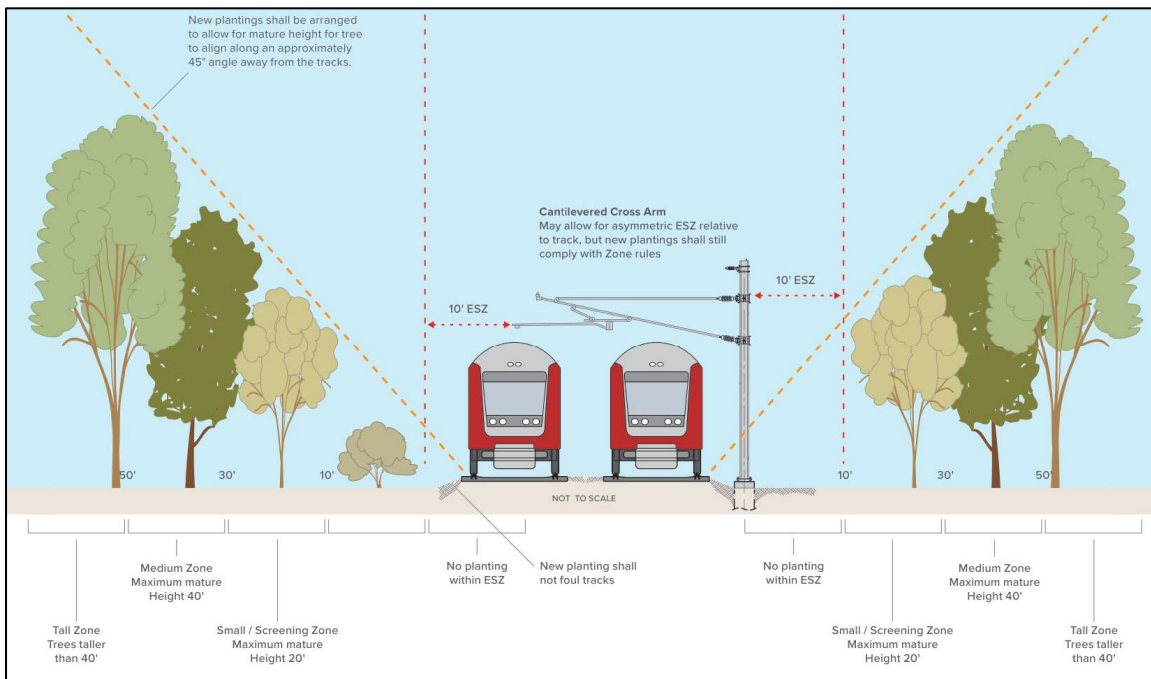 New plantings shall be arranged
to allow for mature height for tree
to align along an approximately
45° angle away from the tracks.
Cantilevered Cross Arm
May allow for asymmetric ESZ relative
to track, but new plantings shall still
comply with Zone rules
10' ESZ
10' ESZ
50'
30'
10'
10'
30'
50'
NOT TO SCALE
No planting
within ESZ
New planting shall
not foul tracks
No planting
within ESZ
Medium Zone
Maximum mature
Height 40'
Medium Zone
Maximum mature
Height 40'
Tall Zone
Trees taller
than 40'
Small / Screening Zone
Maximum mature
Height 20'
Small / Screening Zone
Maximum mature
Height 20'
Tall Zone
Trees taller
than 40'